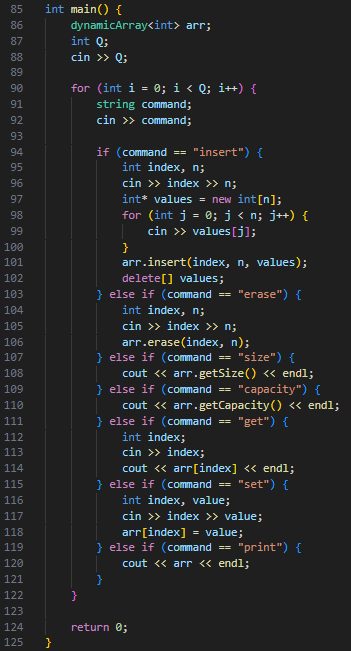 85 int main() {
86     dynamicArray<int> arr;
87     int Q;
88     cin >> Q;
89
90     for (int i = 0; i < Q; i++) {
91         string command;
92         cin >> command;
93
94         if (command == "insert") {
95             int index, n;
96             cin >> index >> n;
97             int* values = new int[n];
98             for (int j = 0; j < n; j++) {
99                 cin >> values[j];
100             }
101             arr.insert(index, n, values);
102             delete[] values;
103         } else if (command == "erase") {
104             int index, n;
105             cin >> index >> n;
106             arr.erase(index, n);
107         } else if (command == "size") {
108             cout << arr.getSize() << endl;
109         } else if (command == "capacity") {
110             cout << arr.getCapacity() << endl;
111         } else if (command == "get") {
112             int index;
113             cin >> index;
114             cout << arr[index] << endl;
115         } else if (command == "set") {
116             int index, value;
117             cin >> index >> value;
118             arr[index] = value;
119         } else if (command == "print") {
120             cout << arr << endl;
121         }
122     }
123
124     return 0;
125 }